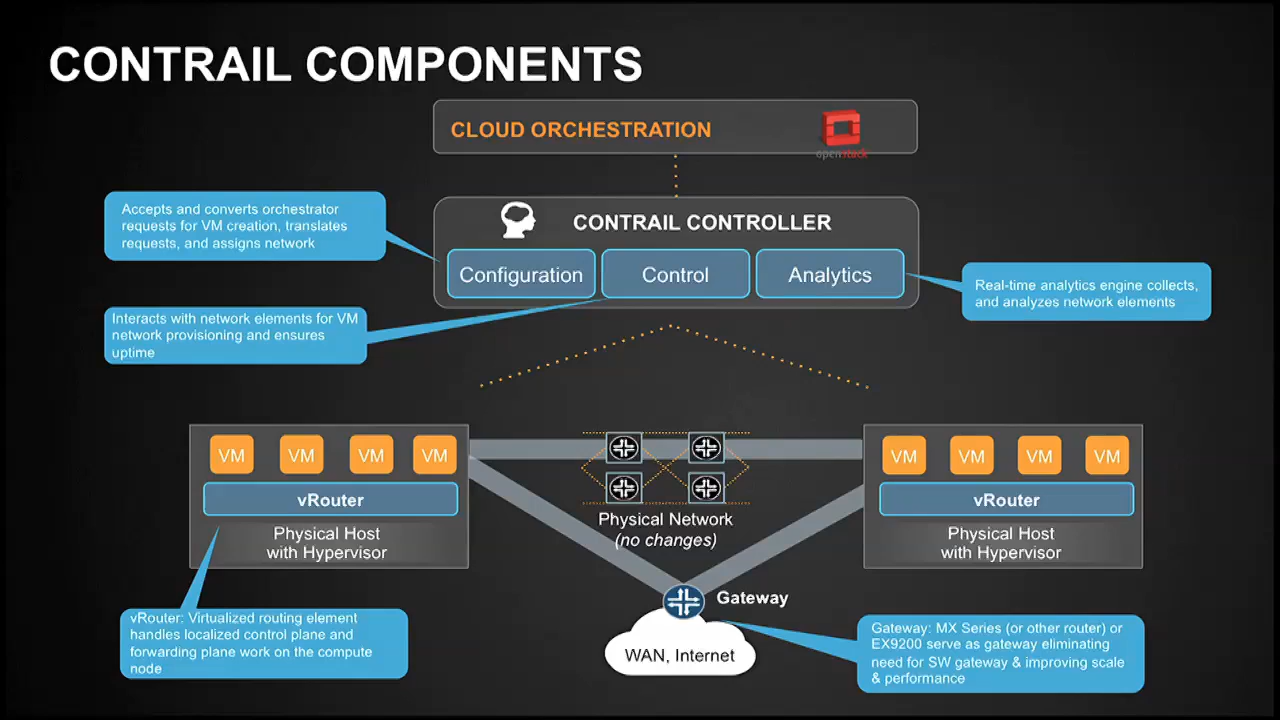 CONTRAIL COMPONENTS
CLOUD ORCHESTRATION
openstack
Accepts and converts orchestrator
requests for VM creation, translates
requests, and assigns network
CONTRAIL CONTROLLER
Configuration
Control
Analytics
Real-time analytics engine collects,
and analyzes network elements
Interacts with network elements for VM
network provisioning and ensures
uptime
VM
VM
VM
VM
vRouter
Physical Host
with Hypervisor
Physical Network
(no changes)
VM
VM
VM
VM
vRouter
Physical Host
with Hypervisor
Gateway
WAN, Internet
vRouter: Virtualized routing element
handles localized control plane and
forwarding plane work on the compute
node
Gateway: MX Series (or other router) or
EX9200 serve as gateway eliminating
need for SW gateway & improving scale
& performance